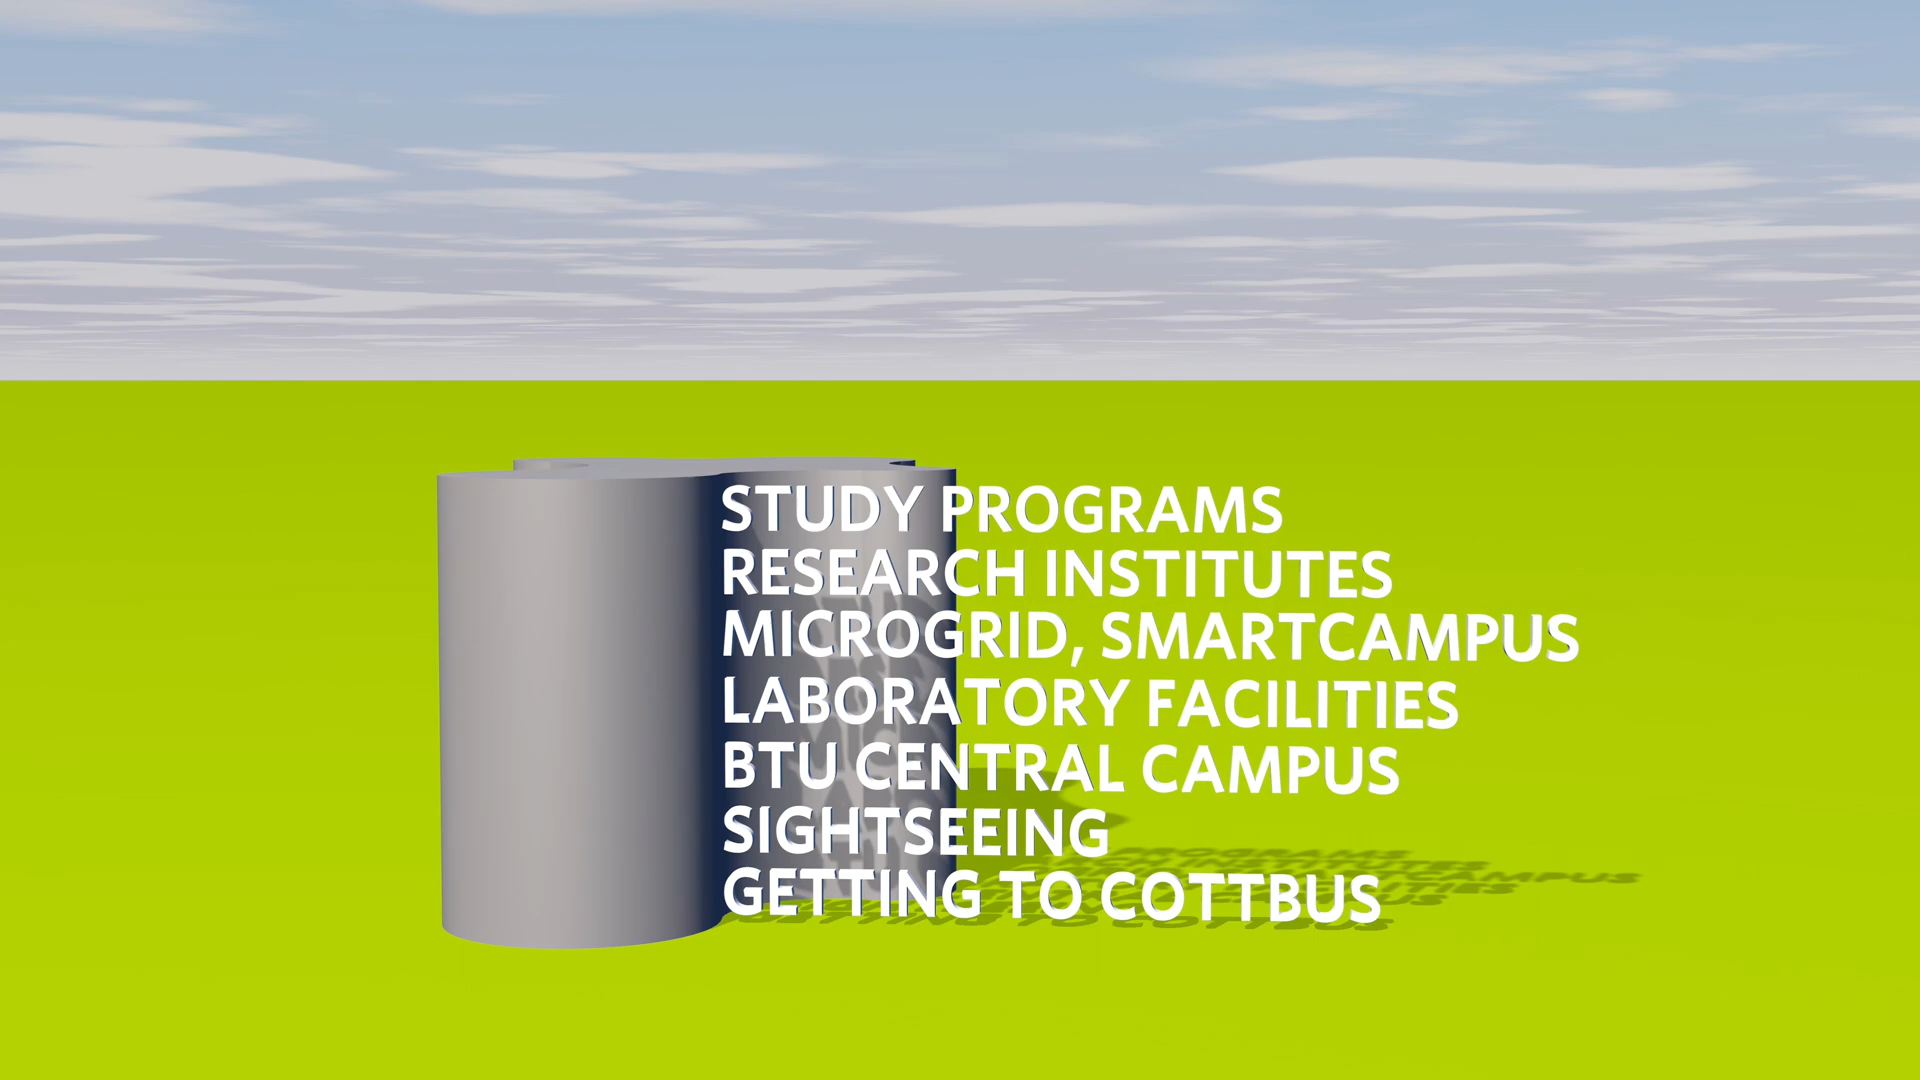 STUDY PROGRAMS
RESEARCH INSTITUTES
MICROGRID, SMARTCAMPUS
LABORATORY FACILITIES
BTU CENTRAL CAMPUS
SIGHTSEEING
GETTING TO COTTBUS